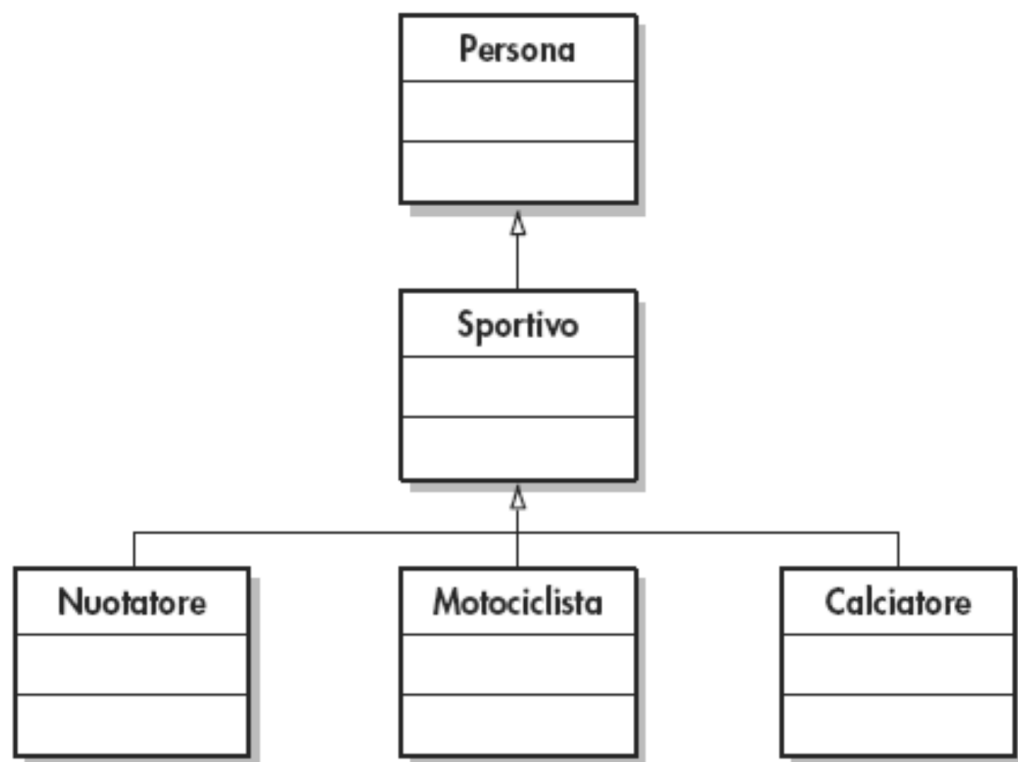 Persona
Sportivo
Nuotatore
Motociclista
Calciatore